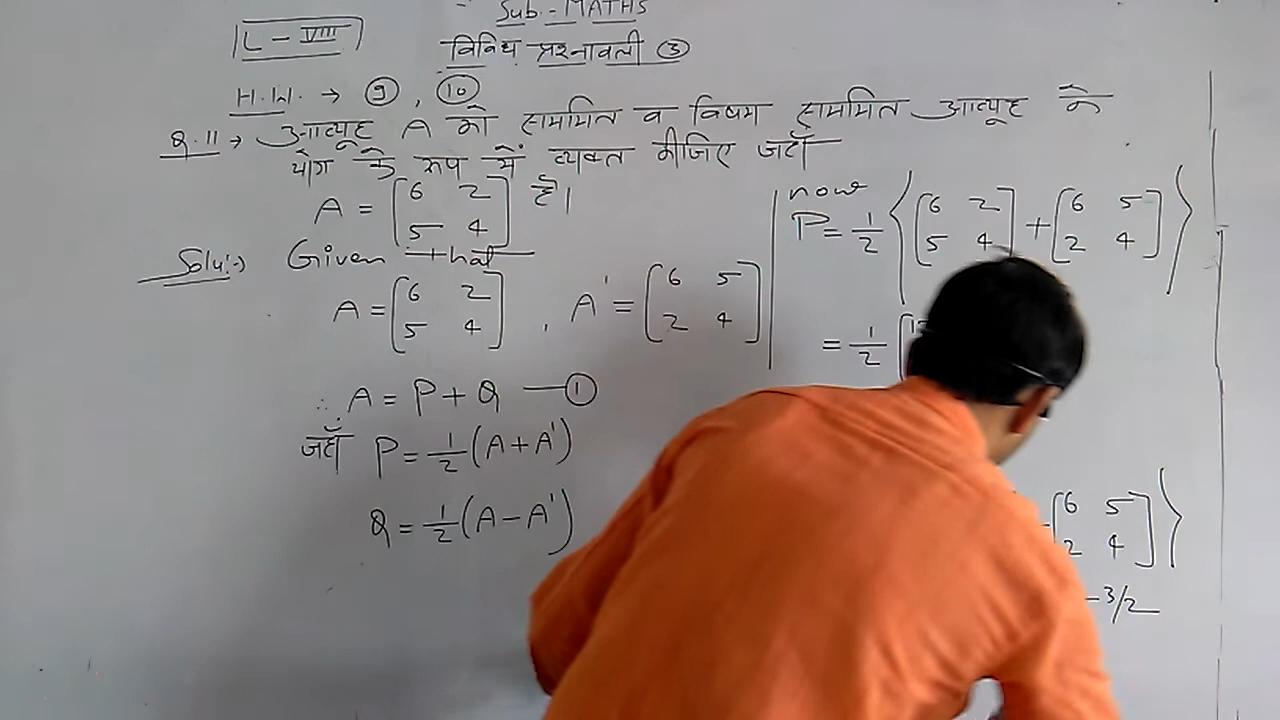 Sub.- MATHS
L - VIII
विविध प्रश्नावली ③
H.W. → ⑨ , ⑩
Q.11 → आव्यूह A को सममित व विषम सममित आव्यूह के
योग के रूप में व्यक्त कीजिए जहाँ
A = [6 2
5 4] है।
Solu:→ Given that
A = [6 2
5 4] , A' = [6 5
2 4]
∴ A = P + Q —①
जहाँ P = 1/2 (A + A')
Q = 1/2 (A - A')
now
P = 1/2 {[6 2
5 4] + [6 5
2 4]}
= 1/2 [
[6 5
2 4]}
-3/2